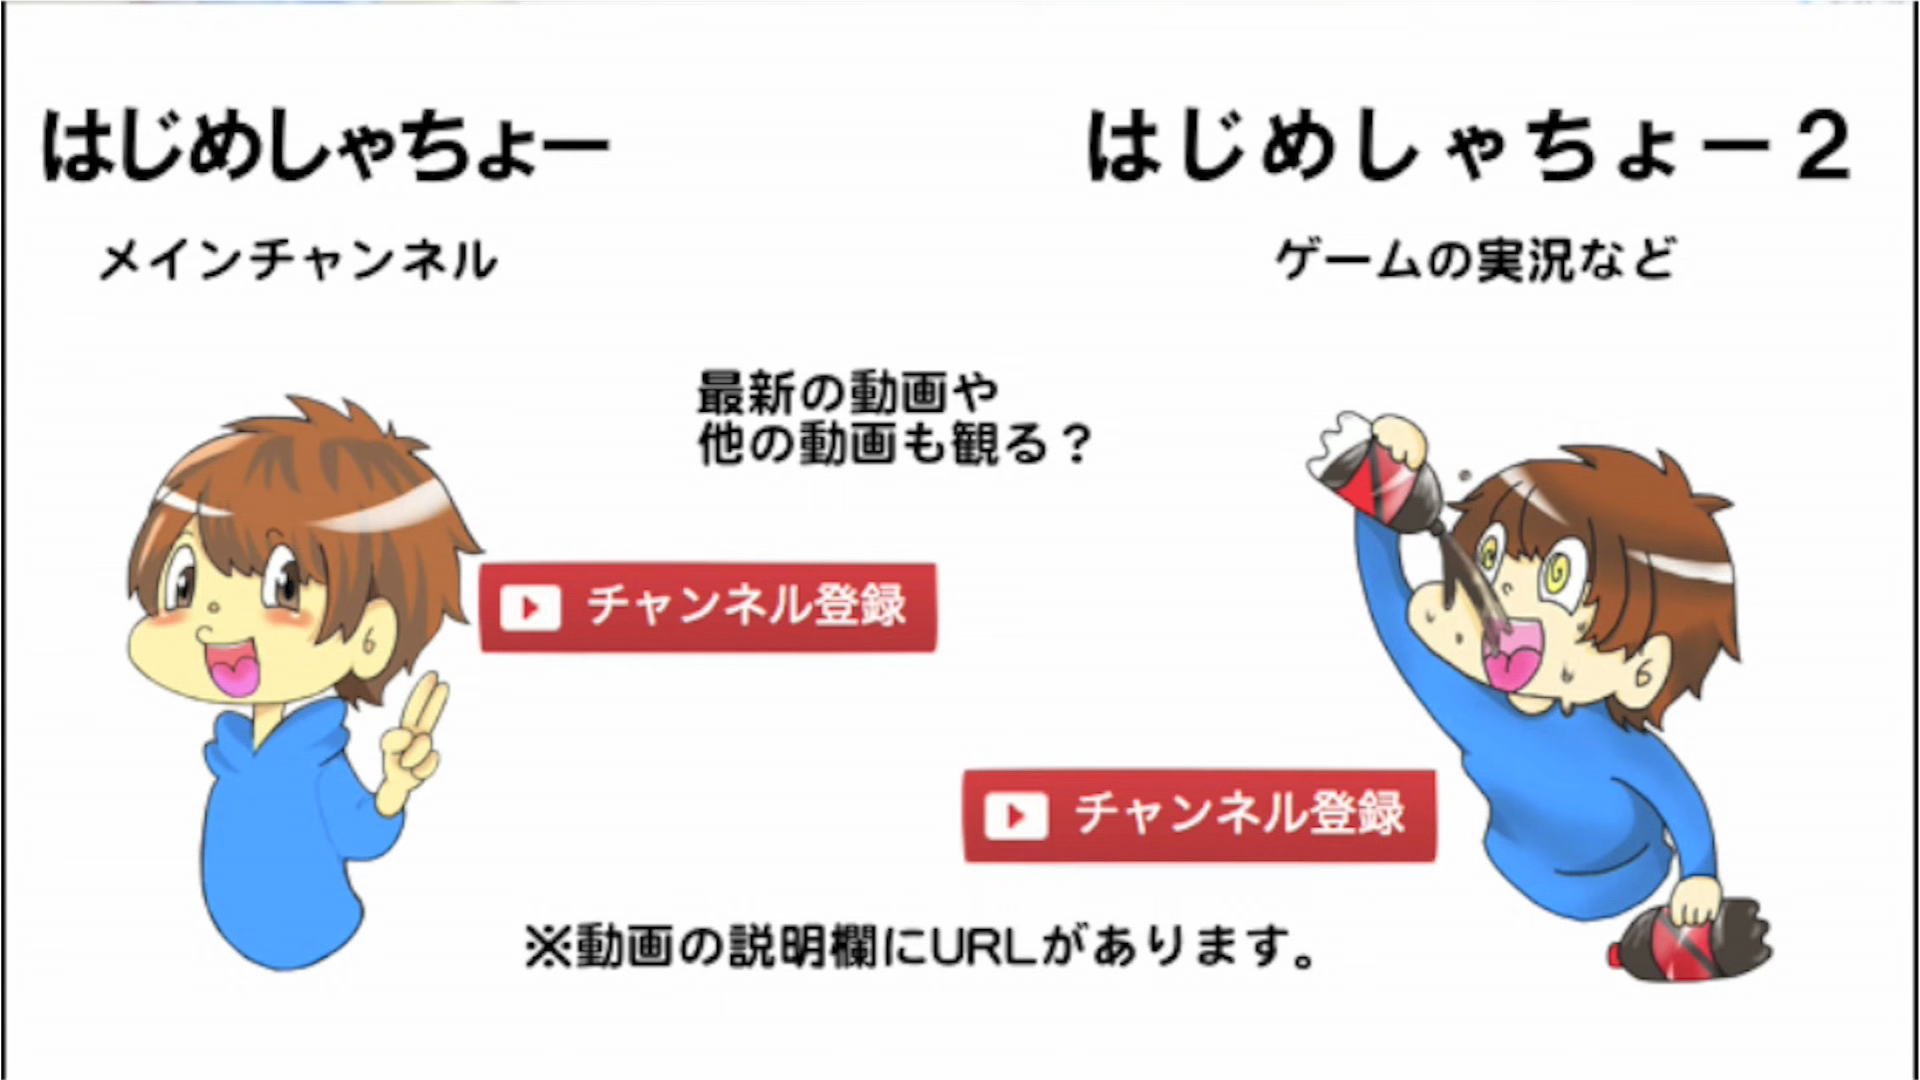 はじめしゃちょー
メインチャンネル
はじめしゃちょー２
ゲームの実況など
最新の動画や
他の動画も観る？
チャンネル登録
チャンネル登録
※動画の説明欄にURLがあります。